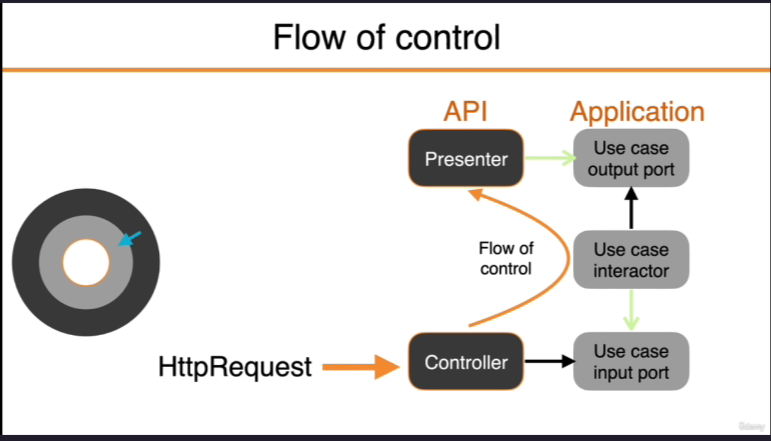 Flow of control
API
Application
Presenter
Use case
output port
Flow of
control
Use case
interactor
HttpRequest
Controller
Use case
input port
ûdemy